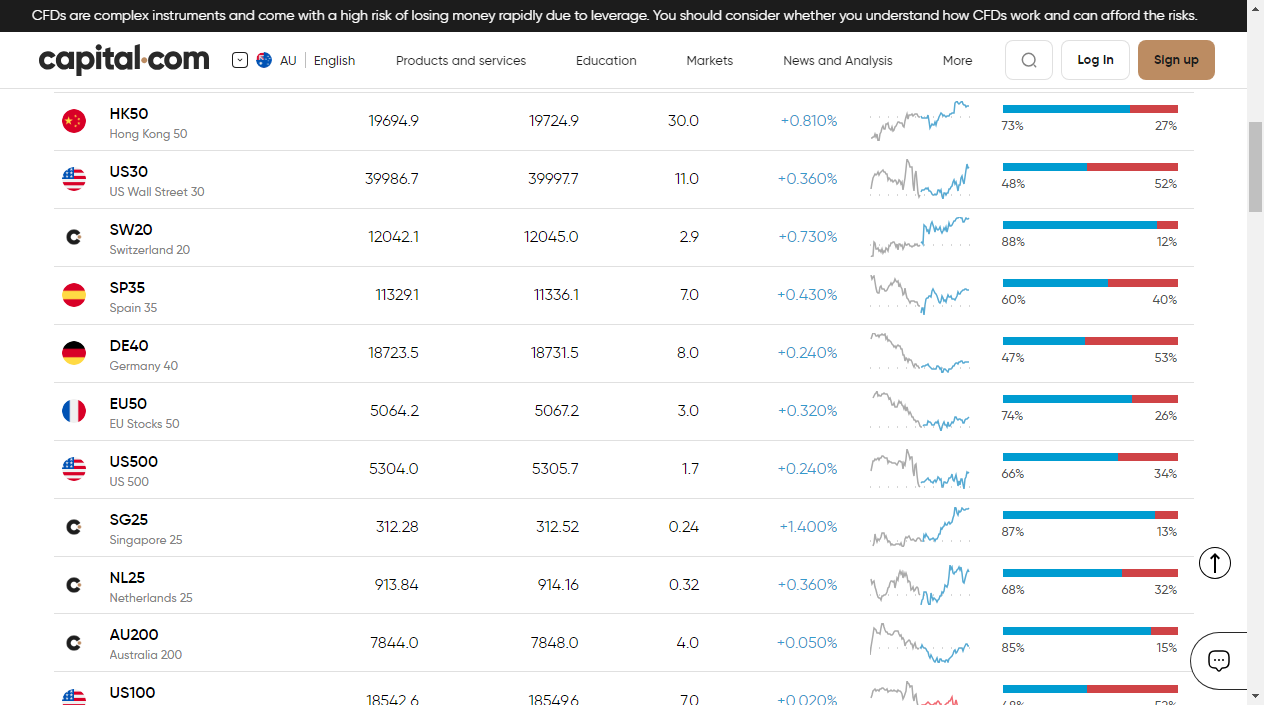 CFDs are complex instruments and come with a high risk of losing money rapidly due to leverage. You should consider whether you understand how CFDs work and can afford the risks.
capital.com AU English Products and services Education Markets News and Analysis More Log In Sign up
HK50 19694.9 19724.9 30.0 +0.810%
Hong Kong 50 73% 27%
US30 39986.7 39997.7 11.0 +0.360%
US Wall Street 30 48% 52%
SW20 12042.1 12045.0 2.9 +0.730%
Switzerland 20 88% 12%
SP35 11329.1 11336.1 7.0 +0.430%
Spain 35 60% 40%
DE40 18723.5 18731.5 8.0 +0.240%
Germany 40 47% 53%
EU50 5064.2 5067.2 3.0 +0.320%
EU Stocks 50 74% 26%
US500 5304.0 5305.7 1.7 +0.240%
US 500 66% 34%
SG25 312.28 312.52 0.24 +1.400%
Singapore 25 87% 13%
NL25 913.84 914.16 0.32 +0.360%
Netherlands 25 68% 32%
AU200 7844.0 7848.0 4.0 +0.050%
Australia 200 85% 15%
US100 18542.6 18549.6 7.0 +0.020%